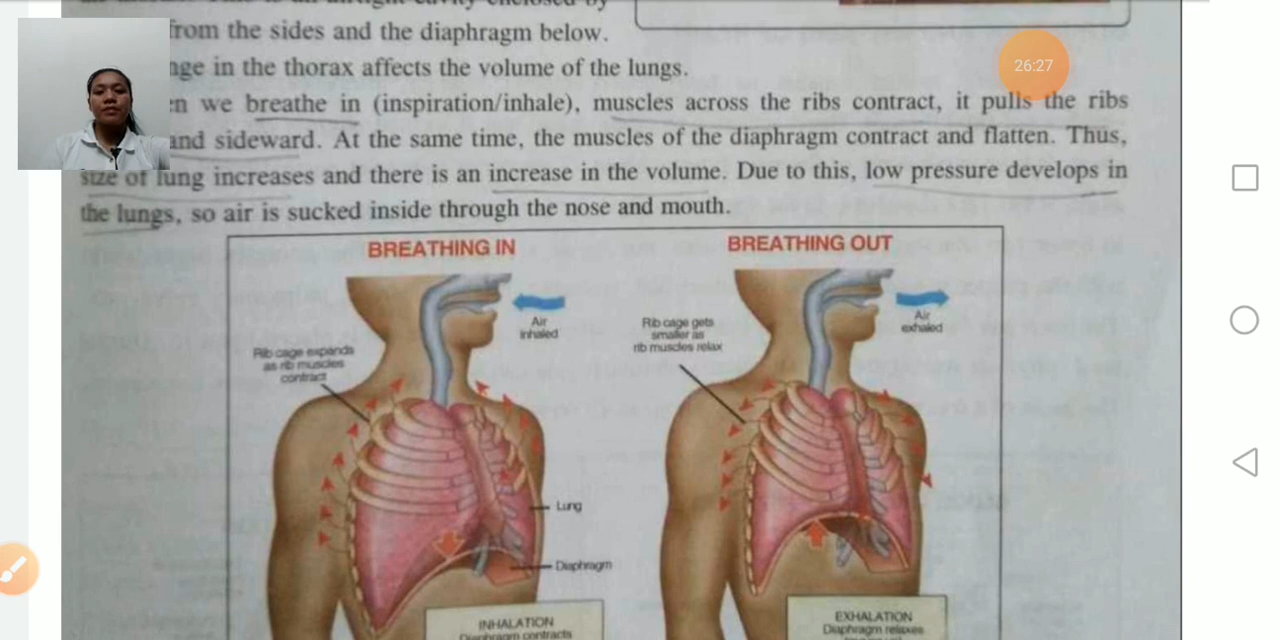 from the sides and the diaphragm below.
26:27
nge in the thorax affects the volume of the lungs.
en we breathe in (inspiration/inhale), muscles across the ribs contract, it pulls the ribs
and sideward. At the same time, the muscles of the diaphragm contract and flatten. Thus,
size of lung increases and there is an increase in the volume. Due to this, low pressure develops in
the lungs, so air is sucked inside through the nose and mouth.
BREATHING IN
BREATHING OUT
Air
inhaled
Rib cage gets
smaller as
rib muscles relax
Air
exhaled
Rib cage expands
as rib muscles
contract
Lung
Diaphragm
INHALATION
Diaphragm contracts
EXHALATION
Diaphragm relaxes